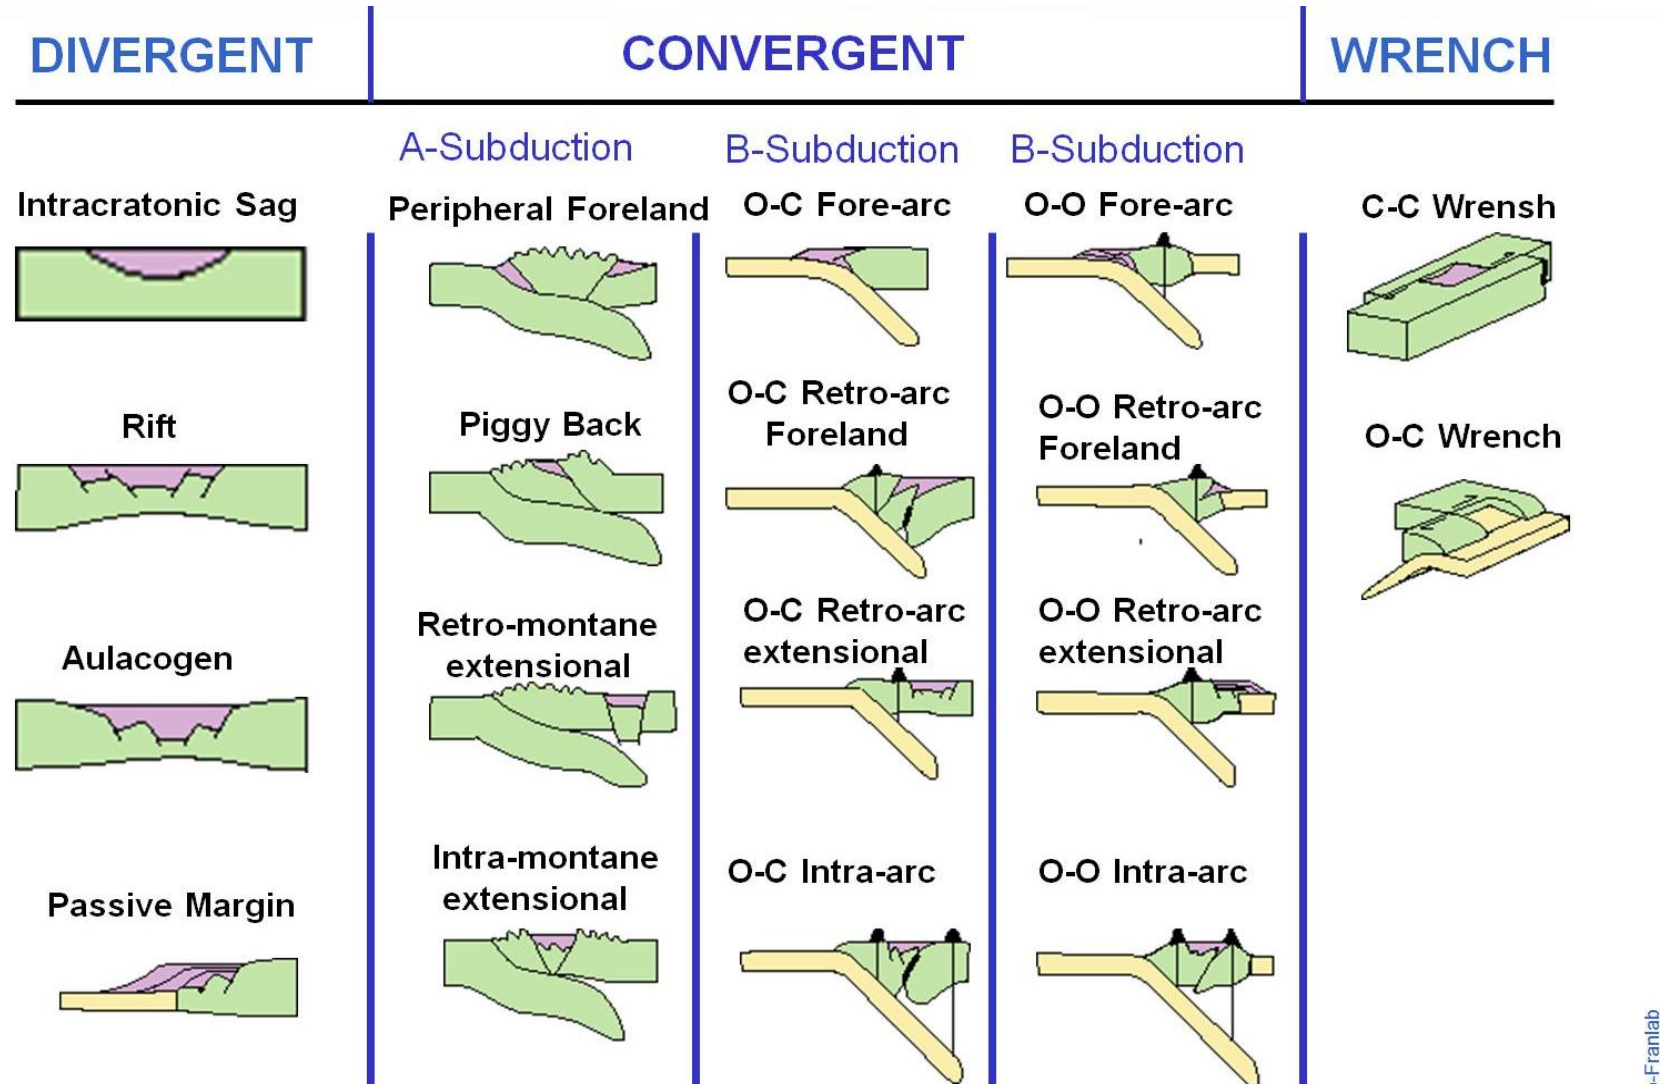 DIVERGENT
CONVERGENT
WRENCH
A-Subduction
B-Subduction
B-Subduction
Intracratonic Sag
Peripheral Foreland
O-C Fore-arc
O-O Fore-arc
C-C Wrensh
Rift
Piggy Back
O-C Retro-arc
Foreland
O-O Retro-arc
Foreland
O-C Wrench
Aulacogen
Retro-montane
extensional
O-C Retro-arc
extensional
O-O Retro-arc
extensional
Passive Margin
Intra-montane
extensional
O-C Intra-arc
O-O Intra-arc
-Franlab